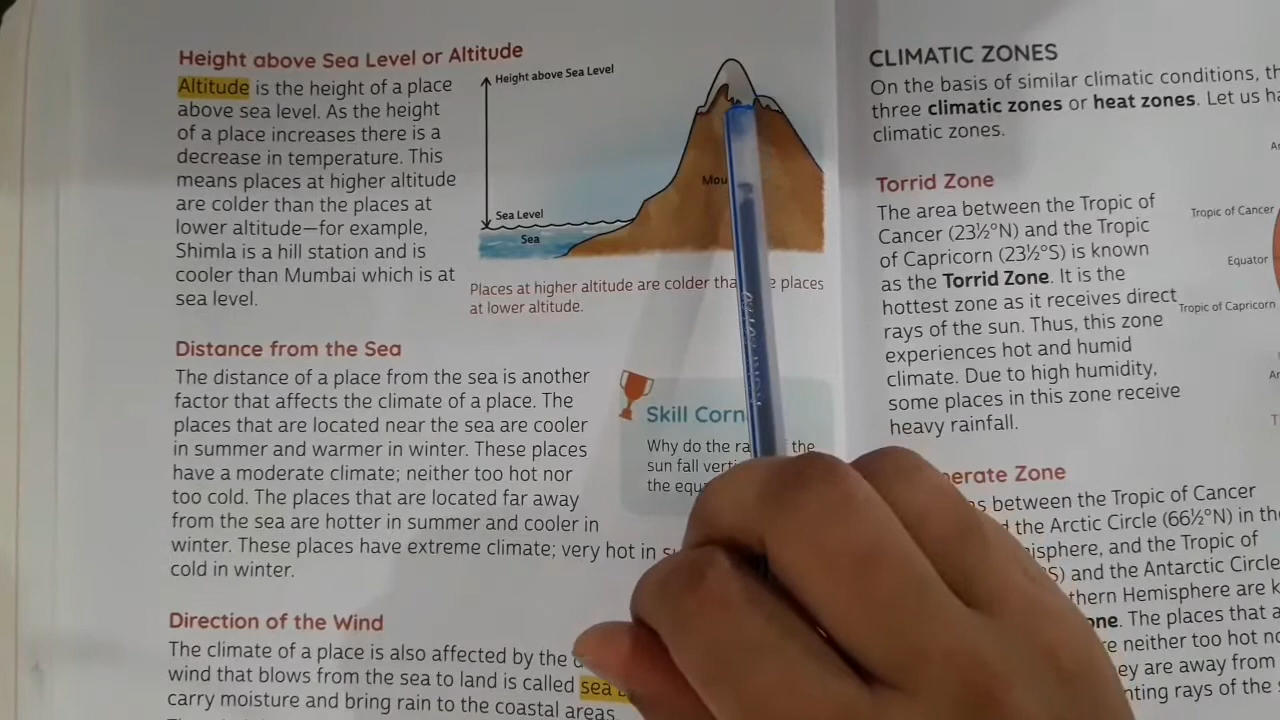 Height above Sea Level or Altitude
Altitude is the height of a place
above sea level. As the height
of a place increases there is a
decrease in temperature. This
means places at higher altitude
are colder than the places at
lower altitude—for example,
Shimla is a hill station and is
cooler than Mumbai which is at
sea level.
Height above Sea Level
Sea Level
Sea
Mou
Places at higher altitude are colder tha places
at lower altitude.
Distance from the Sea
The distance of a place from the sea is another
factor that affects the climate of a place. The
places that are located near the sea are cooler
in summer and warmer in winter. These places
have a moderate climate; neither too hot nor
too cold. The places that are located far away
from the sea are hotter in summer and cooler in
winter. These places have extreme climate; very hot in
cold in winter.
Skill Corn
Why do the ra the
sun fall verti
the equ
Direction of the Wind
The climate of a place is also affected by the
wind that blows from the sea to land is called sea
carry moisture and bring rain to the coastal areas.
CLIMATIC ZONES
On the basis of similar climatic conditions, th
three climatic zones or heat zones. Let us ha
climatic zones.
Torrid Zone
The area between the Tropic of
Cancer (23½°N) and the Tropic
of Capricorn (23½°S) is known
as the Torrid Zone. It is the
hottest zone as it receives direct
rays of the sun. Thus, this zone
experiences hot and humid
climate. Due to high humidity,
some places in this zone receive
heavy rainfall.
Tropic of Cancer
Equator
Tropic of Capricorn
erate Zone
s between the Tropic of Cancer
the Arctic Circle (66½°N) in the
isphere, and the Tropic of
S) and the Antarctic Circle
thern Hemisphere are k
one. The places that a
re neither too hot no
ey are away from
nting rays of the